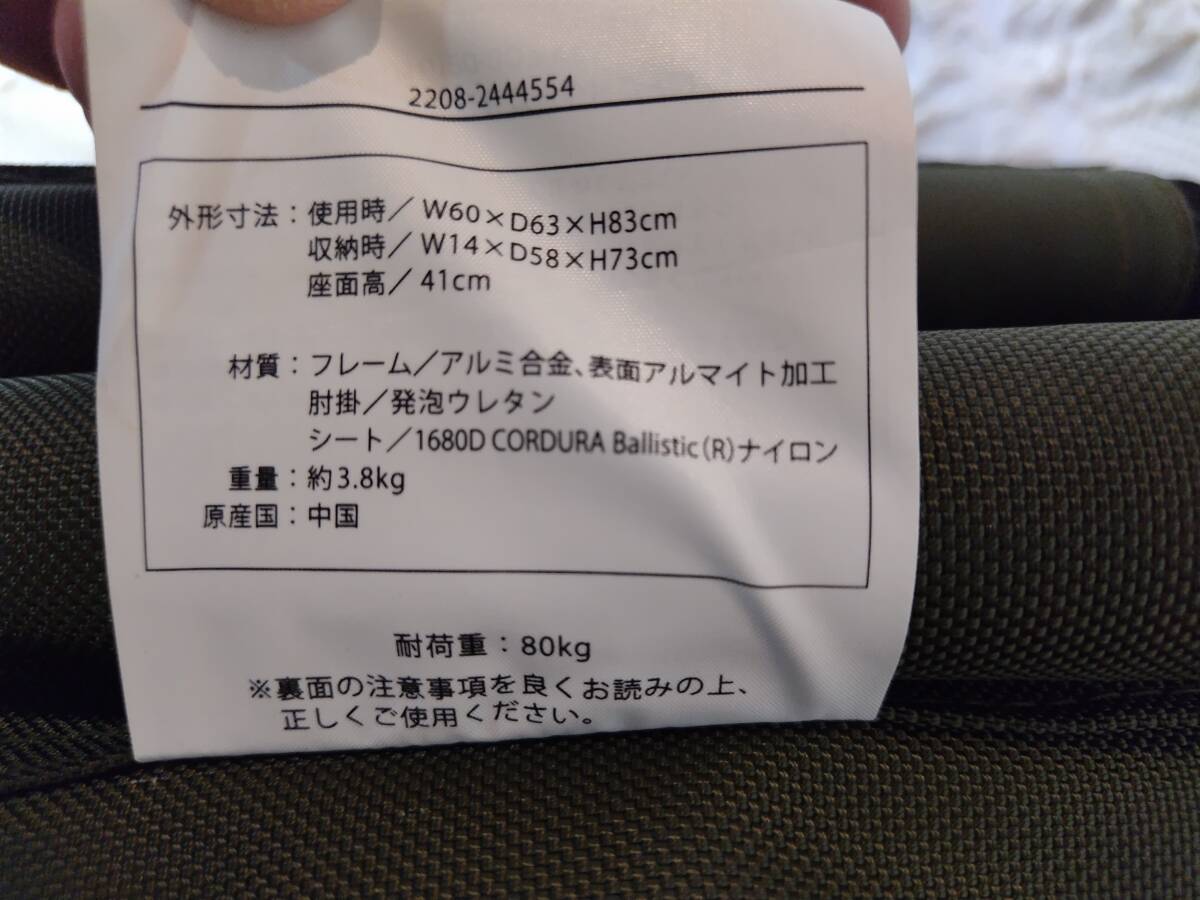 2208-2444554
外形寸法：使用時／W60×D63×H83cm
収納時／W14×D58×H73cm
座面高／41cm
材質：フレーム／アルミ合金、表面アルマイト加工
肘掛／発泡ウレタン
シート／1680D CORDURA Ballistic(R)ナイロン
重量：約3.8kg
原産国：中国
耐荷重：80kg
※裏面の注意事項を良くお読みの上、
正しくご使用ください。